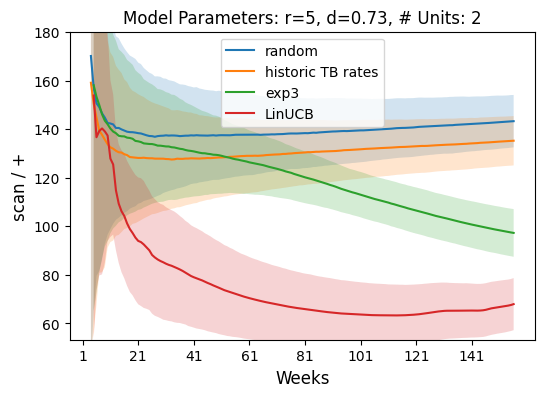 Model Parameters: r=5, d=0.73, # Units: 2
random
historic TB rates
exp3
LinUCB
scan / +
180
160
140
120
100
80
60
1 21 41 61 81 101 121 141
Weeks